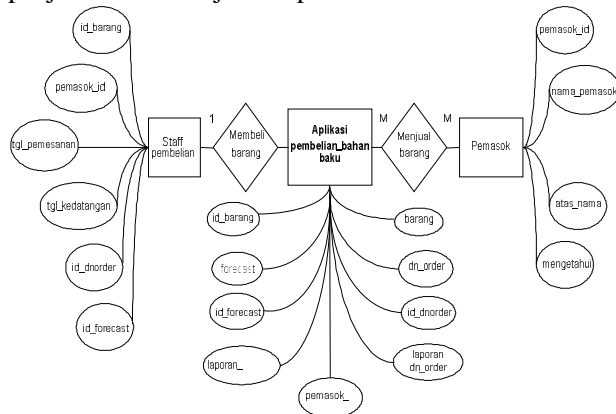 id_barang
pemasok_id
tgl_pemesanan
tgl_kedatangan
id_dnorder
id_forecast
Staff
pembelian
1
Membeli
barang
Aplikasi
pembelian_bahan
baku
M
Menjual
barang
M
Pemasok
pemasok_id
nama_pemasok
atas_nama
mengetahui
id_barang
forecast
id_forecast
laporan_
pemasok_
barang
dn_order
id_dnorder
laporan
dn_order